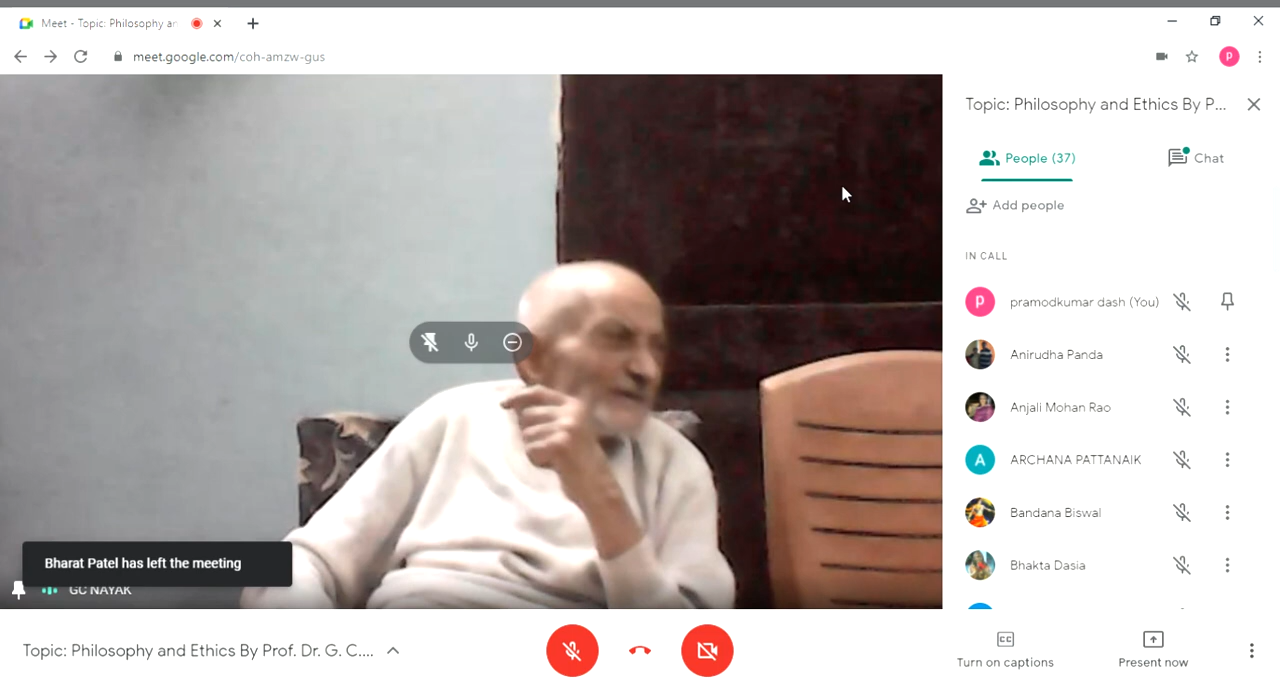 Meet - Topic: Philosophy an
meet.google.com/coh-amzw-gus
P
Topic: Philosophy and Ethics By P...
People (37)
Chat
Add people
IN CALL
P pramodkumar dash (You)
Anirudha Panda
Anjali Mohan Rao
A ARCHANA PATTANAIK
Bandana Biswal
Bhakta Dasia
Bharat Patel has left the meeting
GC NAYAK
Topic: Philosophy and Ethics By Prof. Dr. G. C....
CC
Turn on captions
Present now